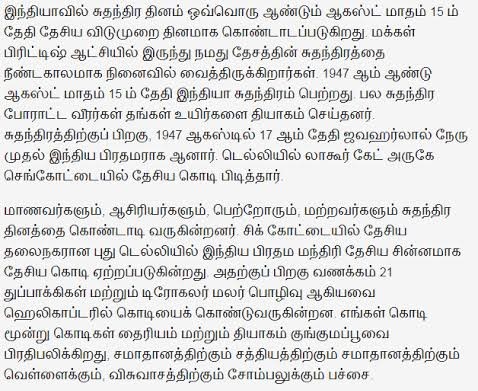 இந்தியாவில் சுதந்திர தினம் ஒவ்வொரு ஆண்டும் ஆகஸ்ட் மாதம் 15 ம்
தேதி தேசிய விடுமுறை தினமாக கொண்டாடப்படுகிறது. மக்கள்
பிரிட்டிஷ் ஆட்சியில் இருந்து நமது தேசத்தின் சுதந்திரத்தை
நீண்டகாலமாக நினைவில் வைத்திருக்கிறார்கள். 1947 ஆம் ஆண்டு
ஆகஸ்ட் மாதம் 15 ம் தேதி இந்தியா சுதந்திரம் பெற்றது. பல சுதந்திர
போராட்ட வீரர்கள் தங்கள் உயிர்களை தியாகம் செய்தனர்.
சுதந்திரத்திற்குப் பிறகு, 1947 ஆகஸ்டில் 17 ஆம் தேதி ஜவஹர்லால் நேரு
முதல் இந்திய பிரதமராக ஆனார். டெல்லியில் லாகூர் கேட் அருகே
செங்கோட்டையில் தேசிய கொடி பிடித்தார்.
மாணவர்களும், ஆசிரியர்களும், பெற்றோரும், மற்றவர்களும் சுதந்திர
தினத்தை கொண்டாடி வருகின்றனர். சிக் கோட்டையில் தேசிய
தலைநகரான புது டெல்லியில் இந்திய பிரதம மந்திரி தேசிய சின்னமாக
தேசிய கொடி ஏற்றப்படுகின்றது. அதற்குப் பிறகு வணக்கம் 21
துப்பாக்கிகள் மற்றும் டிரோகலர் மலர் பொழிவு ஆகியவை
ஹெலிகாப்டரில் கொடியைக் கொண்டுவருகின்றன. எங்கள் கொடி
மூன்று கொடிகள் தைரியம் மற்றும் தியாகம் குங்குமப்பூவை
பிரதிபலிக்கிறது, சமாதானத்திற்கும் சத்தியத்திற்கும் சமாதானத்திற்கும்
வெள்ளைக்கும், விசுவாசத்திற்கும் சோம்பலுக்கும் பச்சை.